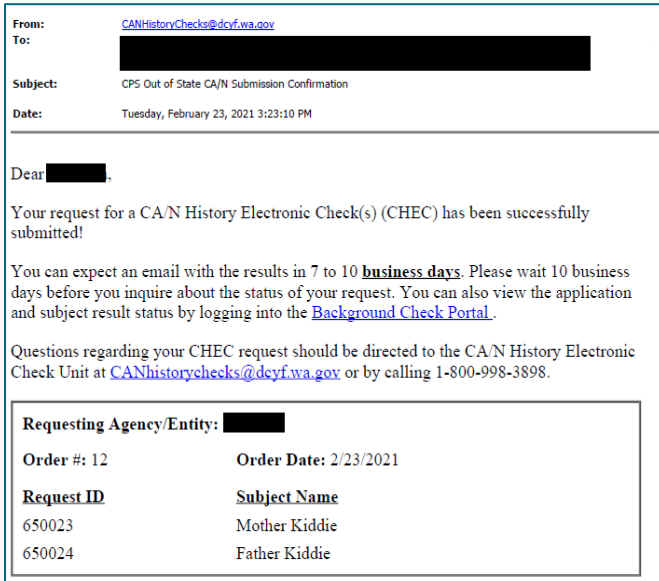 From: CANHistoryChecks@dcyf.wa.gov
To:
Subject: CPS Out of State CA/N Submission Confirmation
Date: Tuesday, February 23, 2021 3:23:10 PM
Dear ,
Your request for a CA/N History Electronic Check(s) (CHEC) has been successfully
submitted!
You can expect an email with the results in 7 to 10 business days. Please wait 10 business
days before you inquire about the status of your request. You can also view the application
and subject result status by logging into the Background Check Portal .
Questions regarding your CHEC request should be directed to the CA/N History Electronic
Check Unit at CANhistorychecks@dcyf.wa.gov or by calling 1-800-998-3898.
Requesting Agency/Entity:
Order #: 12 Order Date: 2/23/2021
Request ID Subject Name
650023 Mother Kiddie
650024 Father Kiddie